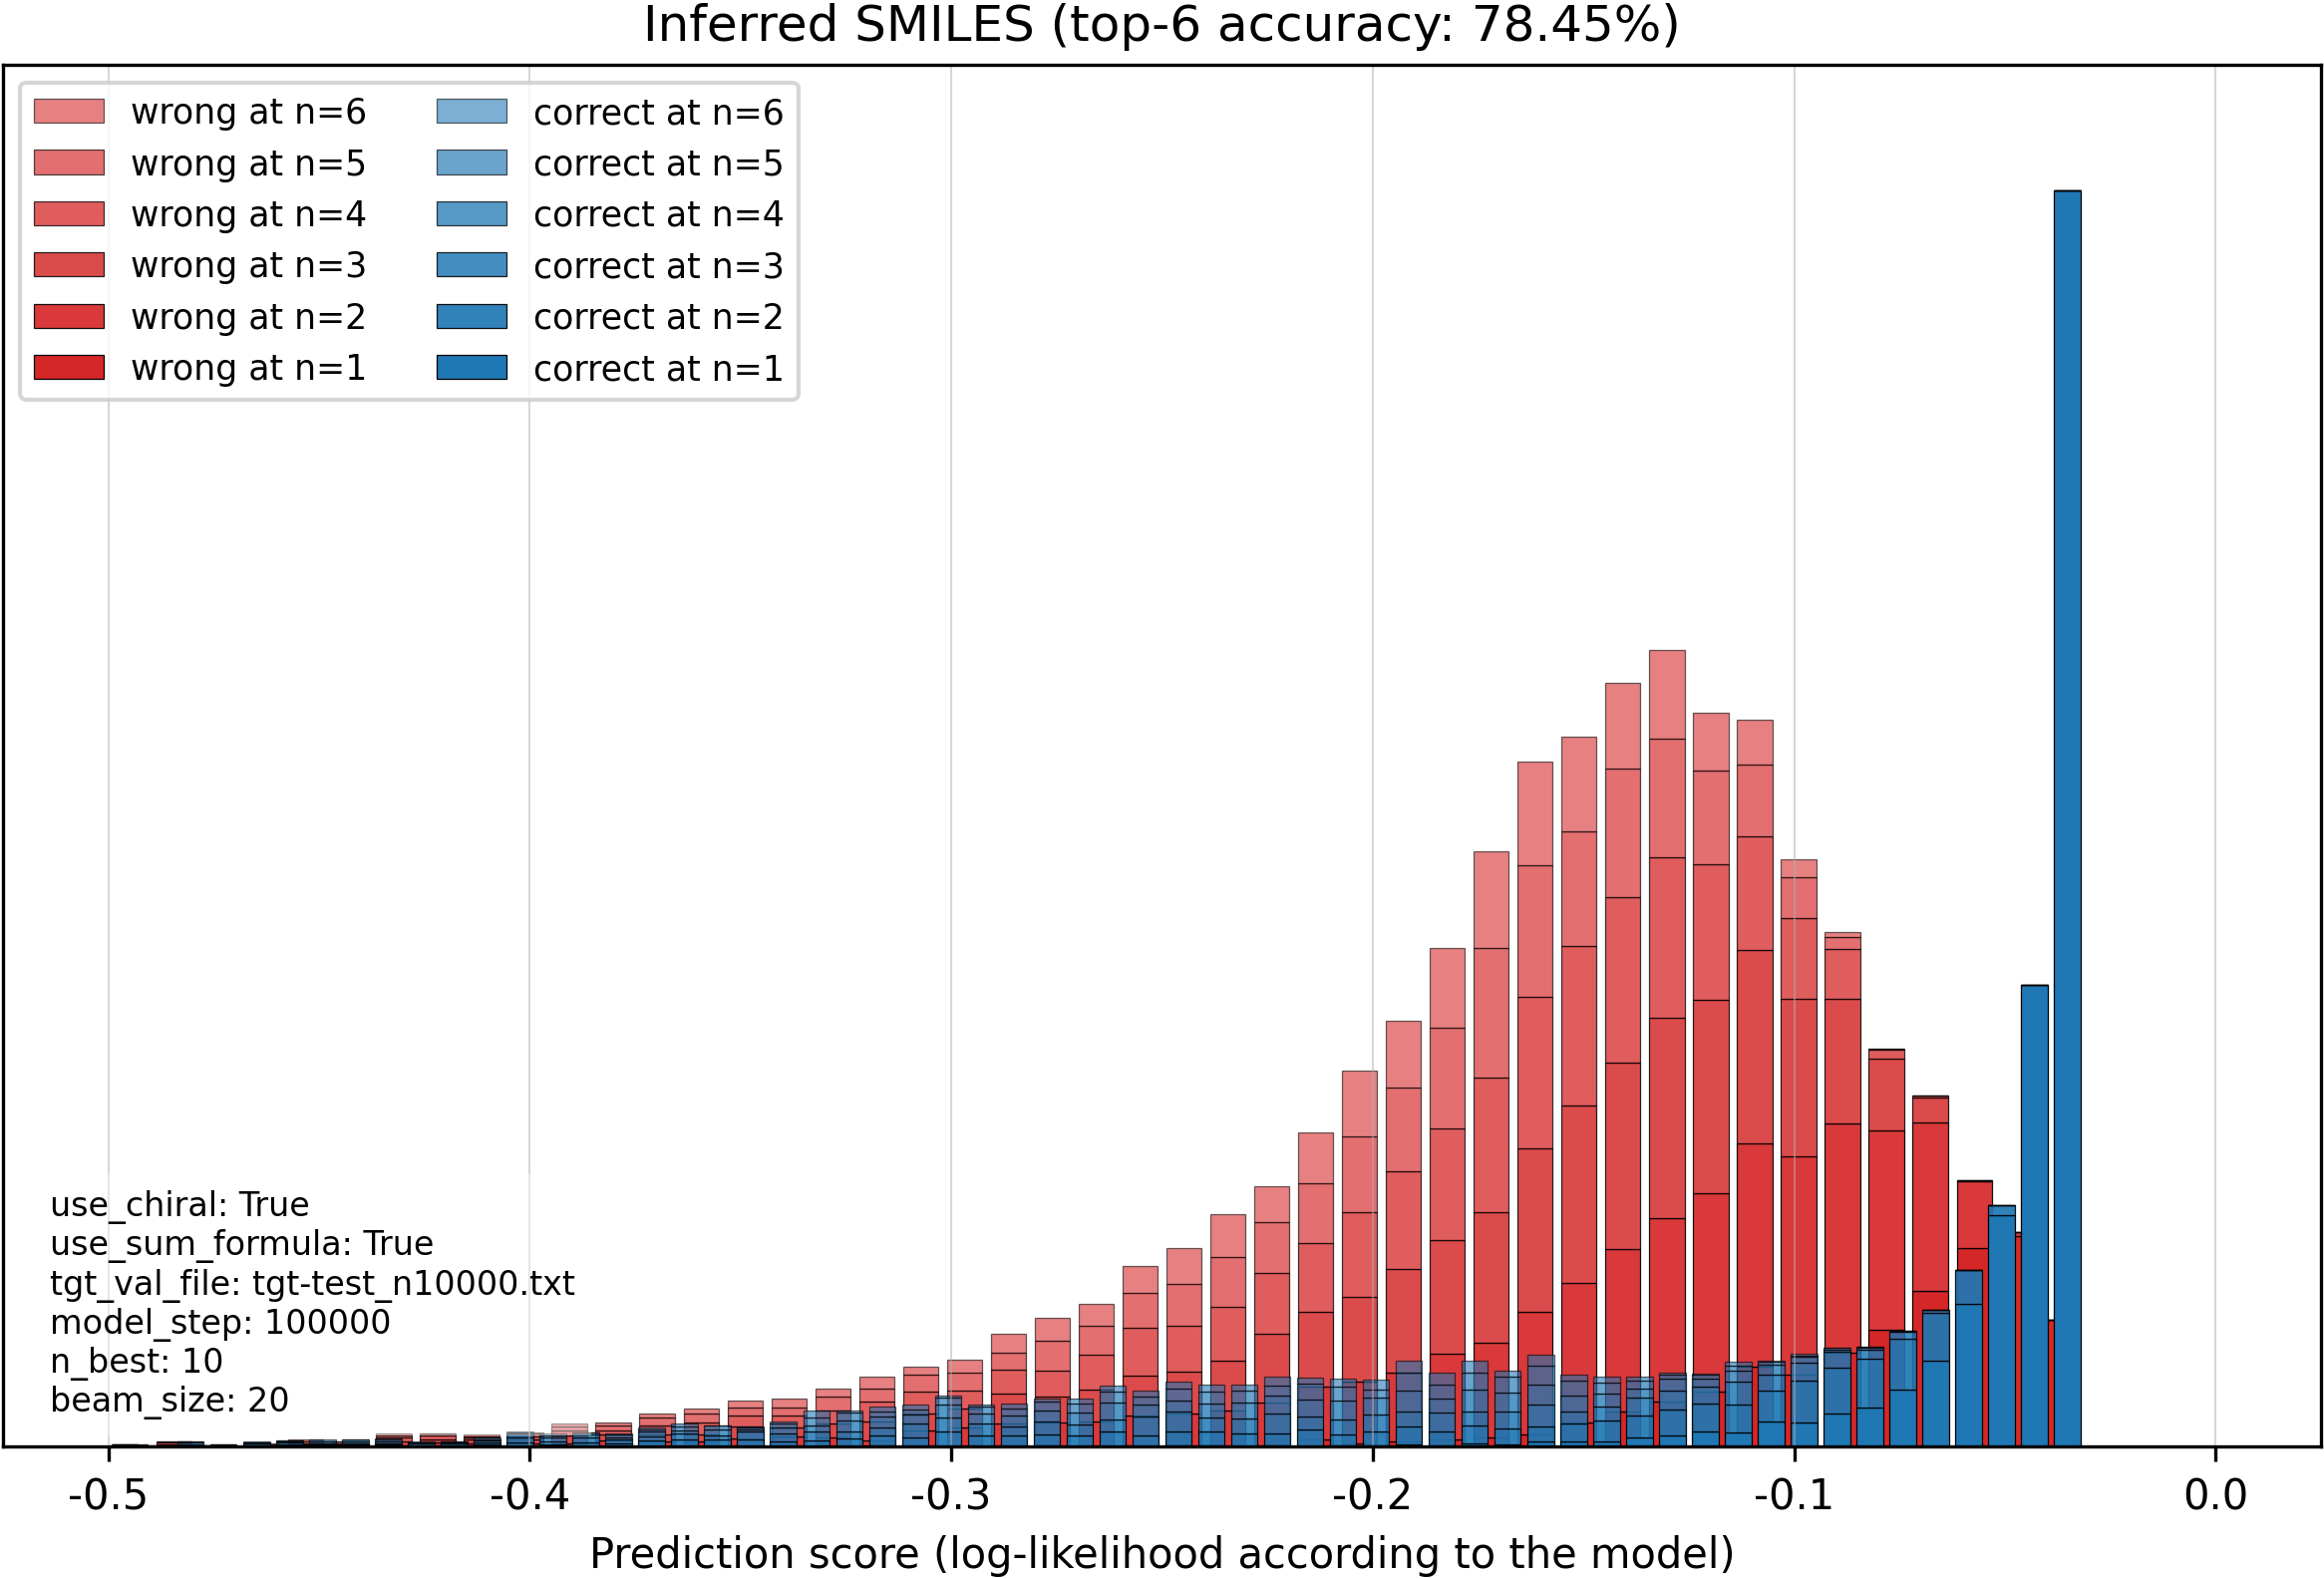 Inferred SMILES (top-6 accuracy: 78.45%)
wrong at n=6
wrong at n=5
wrong at n=4
wrong at n=3
wrong at n=2
wrong at n=1
correct at n=6
correct at n=5
correct at n=4
correct at n=3
correct at n=2
correct at n=1
use_chiral: True
use_sum_formula: True
tgt_val_file: tgt-test_n10000.txt
model_step: 100000
n_best: 10
beam_size: 20
-0.5 -0.4 -0.3 -0.2 -0.1 0.0
Prediction score (log-likelihood according to the model)